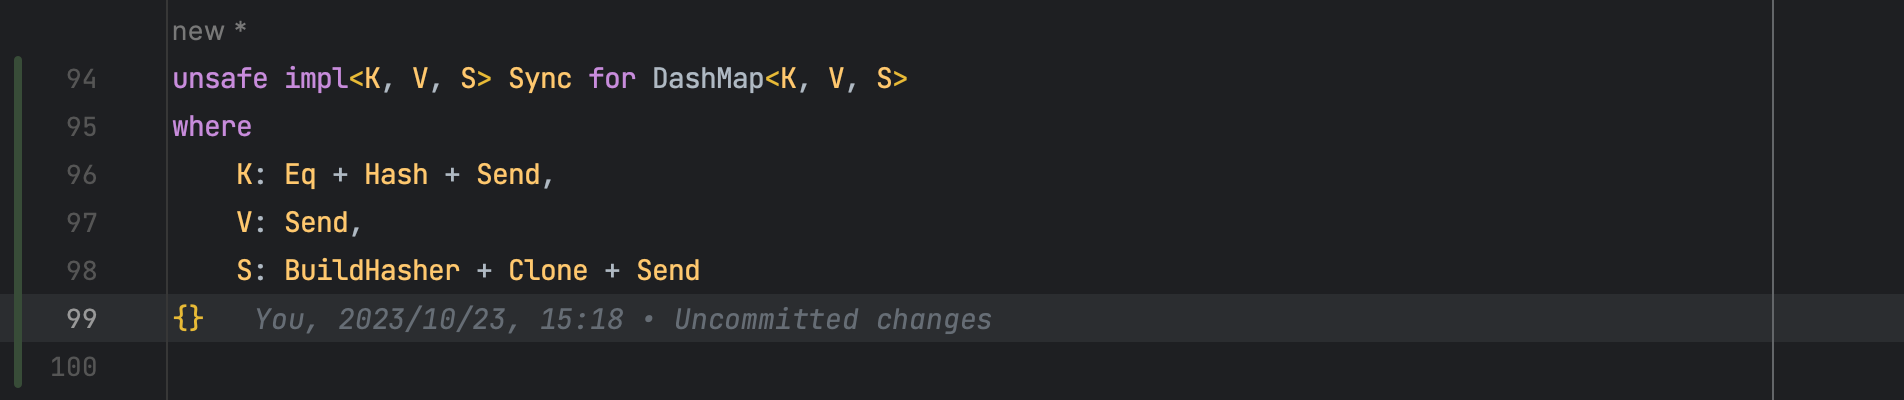 new *
94 unsafe impl<K, V, S> Sync for DashMap<K, V, S>
95 where
96     K: Eq + Hash + Send,
97     V: Send,
98     S: BuildHasher + Clone + Send
99 {}    You, 2023/10/23, 15:18 • Uncommitted changes
100